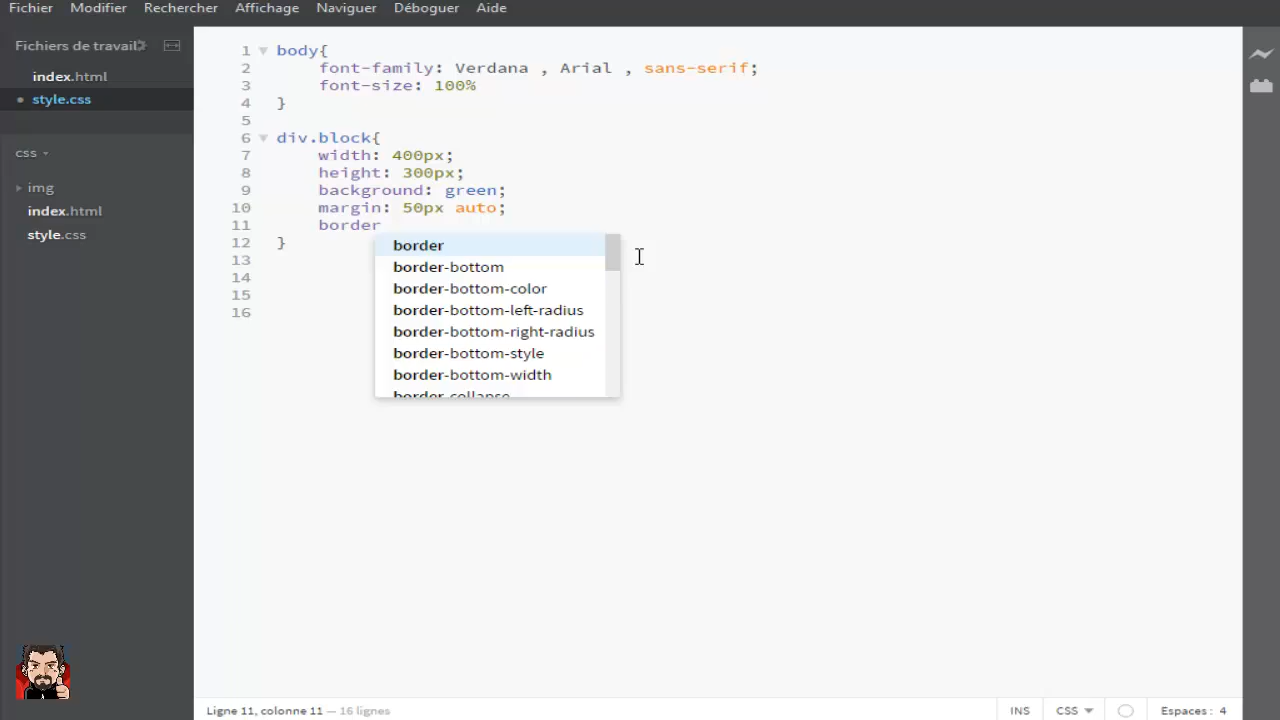 Fichier Modifier Rechercher Affichage Naviguer Déboguer Aide
Fichiers de travail
index.html
style.css
css
img
index.html
style.css
1 body{
2 font-family: Verdana , Arial , sans-serif;
3 font-size: 100%
4 }
5
6 div.block{
7 width: 400px;
8 height: 300px;
9 background: green;
10 margin: 50px auto;
11 border
12 }
13
14
15
16
border
border-bottom
border-bottom-color
border-bottom-left-radius
border-bottom-right-radius
border-bottom-style
border-bottom-width
border-collapse
Ligne 11, colonne 11 — 16 lignes
INS CSS Espaces : 4